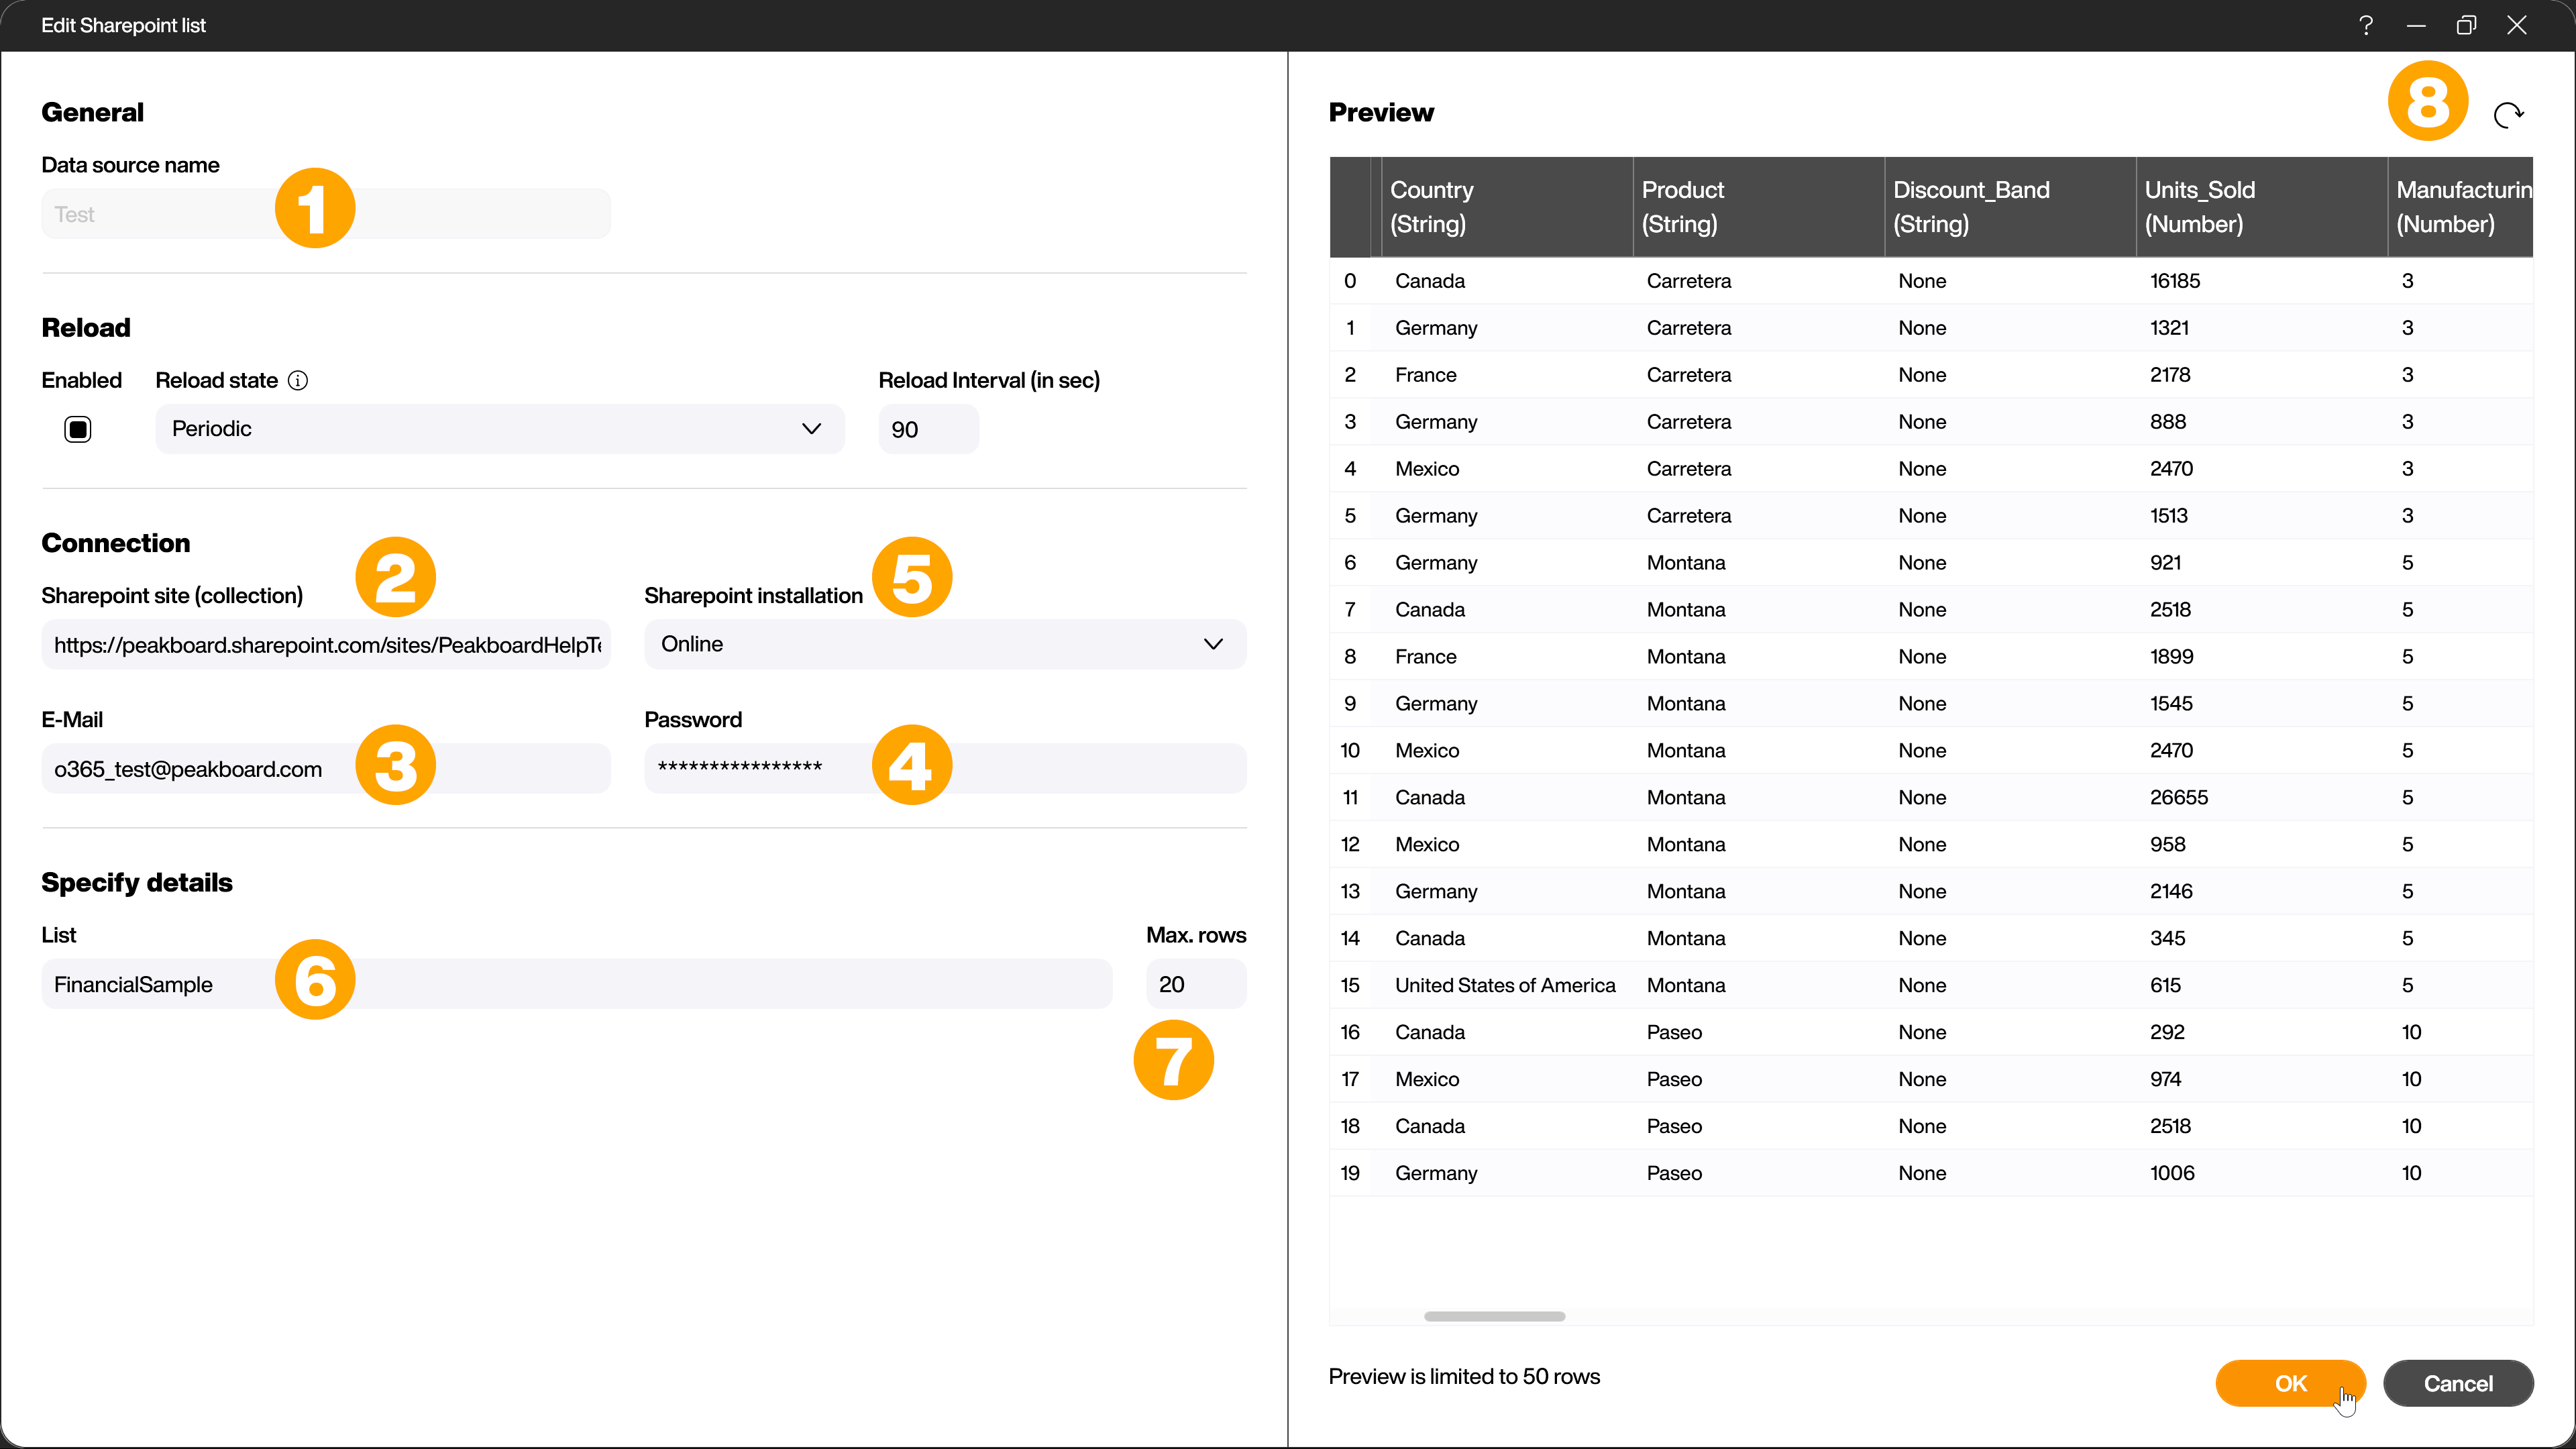 Edit Sharepoint list
?
General
Data source name
Test
1
Reload
Enabled Reload state Reload Interval (in sec)
Periodic 90
Connection
2 5
Sharepoint site (collection) Sharepoint installation
https://peakboard.sharepoint.com/sites/PeakboardHelpTe Online
E-Mail Password
o365_test@peakboard.com 3 **************** 4
Specify details
List Max. rows
FinancialSample 6 20
7
Preview
8
Country (String) Product (String) Discount_Band (String) Units_Sold (Number) Manufacturin (Number)
0 Canada Carretera None 16185 3
1 Germany Carretera None 1321 3
2 France Carretera None 2178 3
3 Germany Carretera None 888 3
4 Mexico Carretera None 2470 3
5 Germany Carretera None 1513 3
6 Germany Montana None 921 5
7 Canada Montana None 2518 5
8 France Montana None 1899 5
9 Germany Montana None 1545 5
10 Mexico Montana None 2470 5
11 Canada Montana None 26655 5
12 Mexico Montana None 958 5
13 Germany Montana None 2146 5
14 Canada Montana None 345 5
15 United States of America Montana None 615 5
16 Canada Paseo None 292 10
17 Mexico Paseo None 974 10
18 Canada Paseo None 2518 10
19 Germany Paseo None 1006 10
Preview is limited to 50 rows
OK Cancel